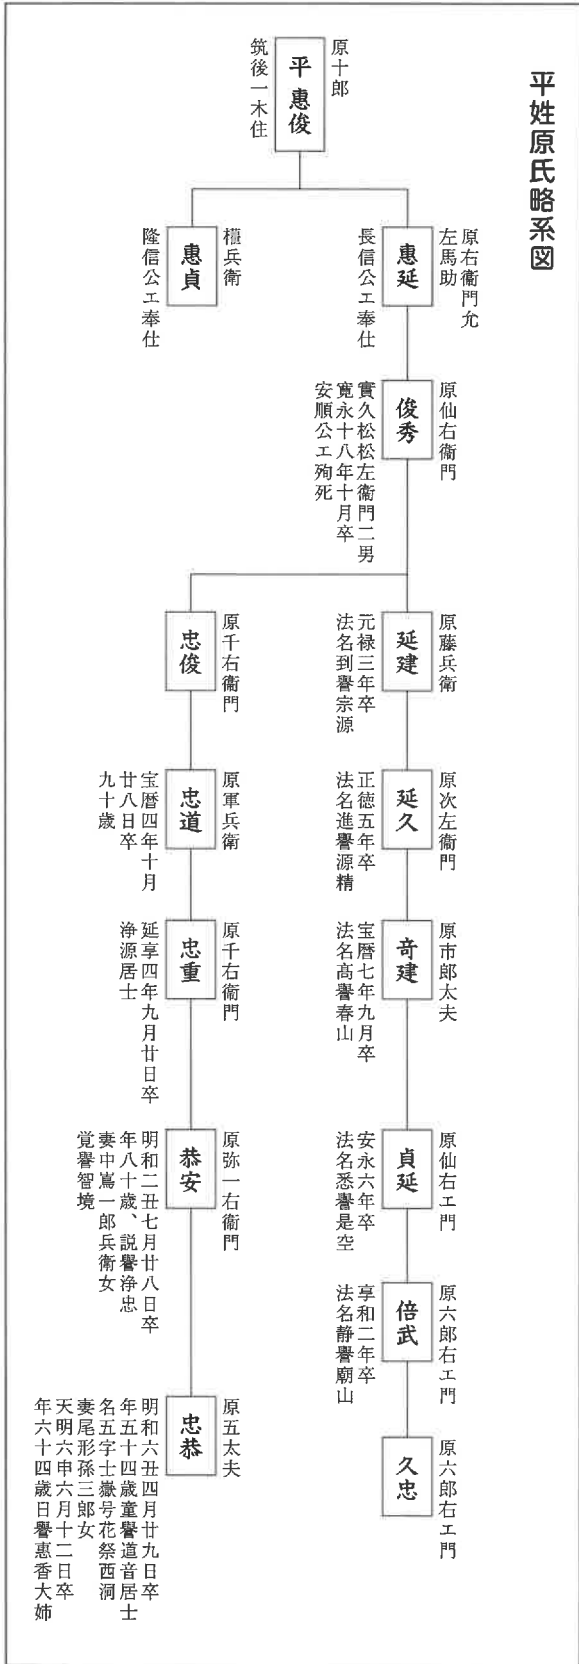 平姓原氏略系図
原十郎
平惠俊
筑後一木住
原右衞門允
左馬助
惠延
長信公エ奉仕
權兵衛
惠貞
隆信公エ奉仕
原仙右衞門
俊秀
實久松松左衞門二男
寛永十八年十月卒
安順公エ殉死
原藤兵衛
延建
元禄三年卒
法名到譽宗源
原次左衞門
延久
正徳五年卒
法名進譽源精
原市郎太夫
奇建
宝暦七年九月卒
法名高譽春山
原仙右エ門
貞延
安永六年卒
法名悉譽是空
原六郎右エ門
倍武
享和二年卒
法名静譽廟山
原六郎右エ門
久忠
原千右衞門
忠俊
原軍兵衛
忠道
宝暦四年十月
廿八日卒
九十歳
原千右衞門
忠重
延享四年九月廿日卒
浄源居士
原弥一右衞門
恭安
明和二丑七月廿八日卒
年八十歳、説譽浄忠
妻中嶌一郎兵衛女
覚譽智境
原五太夫
忠恭
明和六丑四月廿九日卒
年五十四歳童譽道音居士
名五字士嶽号花祭西洞
妻尾形孫三郎女
天明六申六月十二日卒
年六十四歳日譽惠香大姉